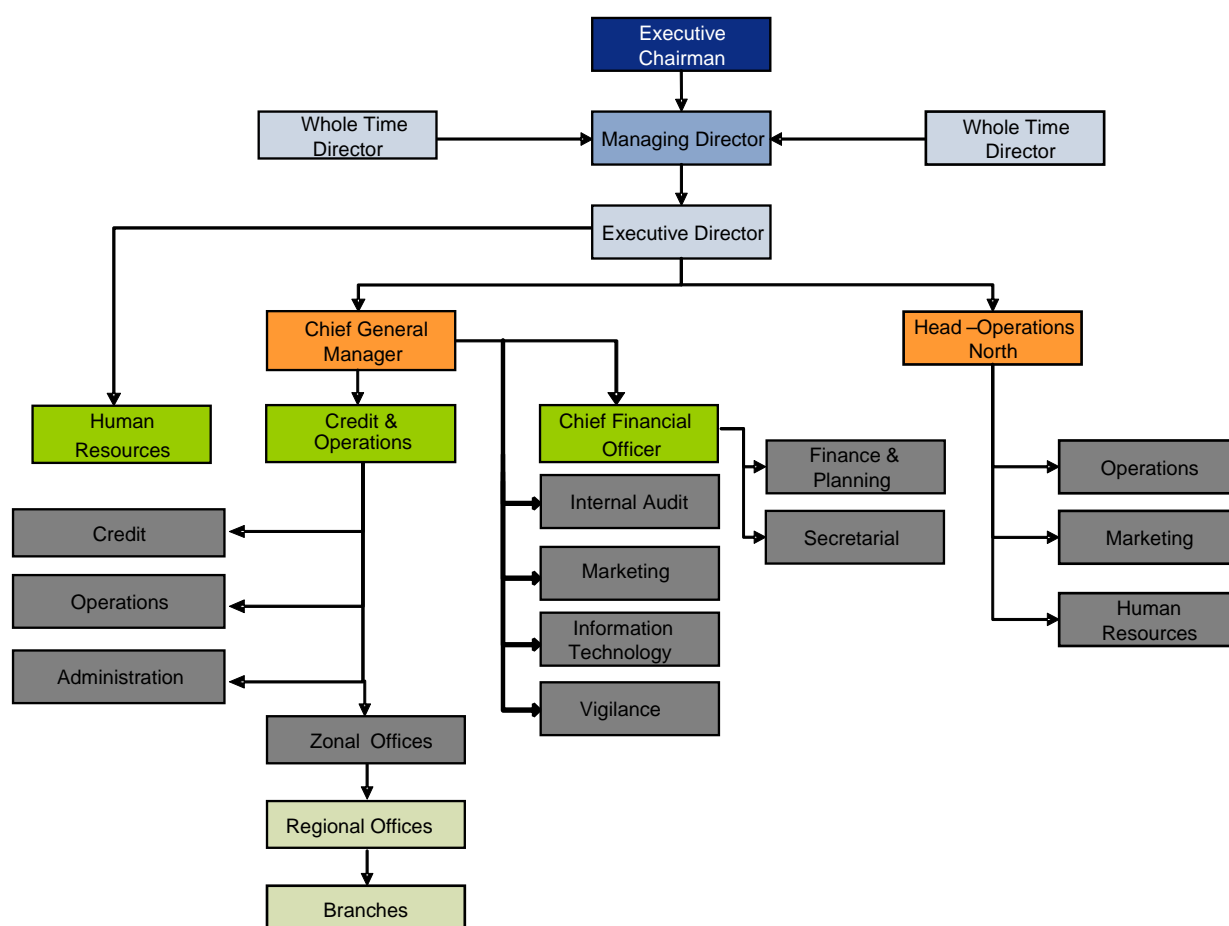 Executive
Chairman
Whole Time
Director
Managing Director
Whole Time
Director
Executive Director
Chief General
Manager
Head –Operations
North
Human
Resources
Credit &
Operations
Chief Financial
Officer
Finance &
Planning
Operations
Internal Audit
Credit
Secretarial
Marketing
Marketing
Operations
Information
Technology
Human
Resources
Administration
Vigilance
Zonal  Offices
Regional Offices
Branches